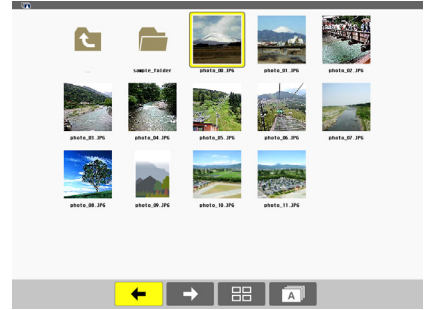 ...
sample_folder
photo_00.JPG
photo_01.JPG
photo_02.JPG
photo_03.JPG
photo_04.JPG
photo_05.JPG
photo_06.JPG
photo_07.JPG
photo_08.JPG
photo_09.JPG
photo_10.JPG
photo_11.JPG
A